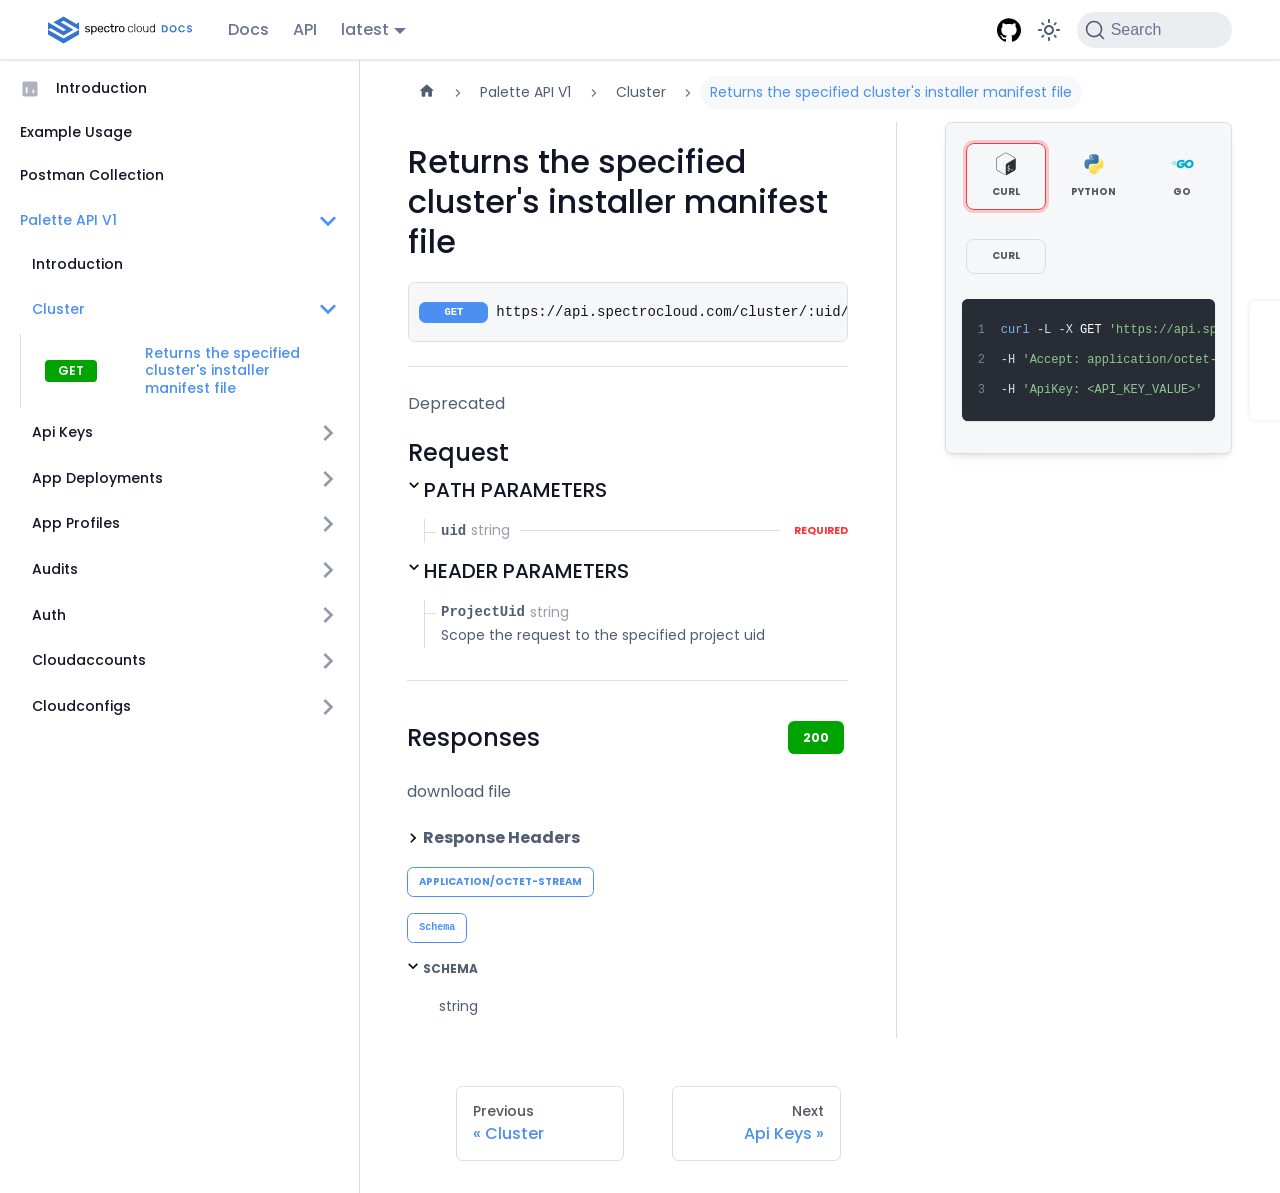 spectro cloud DOCS Docs API latest Search
Introduction
Example Usage
Postman Collection
Palette API V1
Introduction
Cluster
GET Returns the specified
cluster's installer
manifest file
Api Keys
App Deployments
App Profiles
Audits
Auth
Cloudaccounts
Cloudconfigs
Palette API V1 Cluster Returns the specified cluster's installer manifest file
Returns the specified
cluster's installer manifest
file
GET https://api.spectrocloud.com/cluster/:uid/
Deprecated
Request
PATH PARAMETERS
uid string REQUIRED
HEADER PARAMETERS
ProjectUid string
Scope the request to the specified project uid
Responses 200
download file
Response Headers
APPLICATION/OCTET-STREAM
Schema
SCHEMA
string
Previous
« Cluster
Next
Api Keys »
CURL PYTHON GO
CURL
1 curl -L -X GET 'https://api.sp
2 -H 'Accept: application/octet-
3 -H 'ApiKey: <API_KEY_VALUE>'